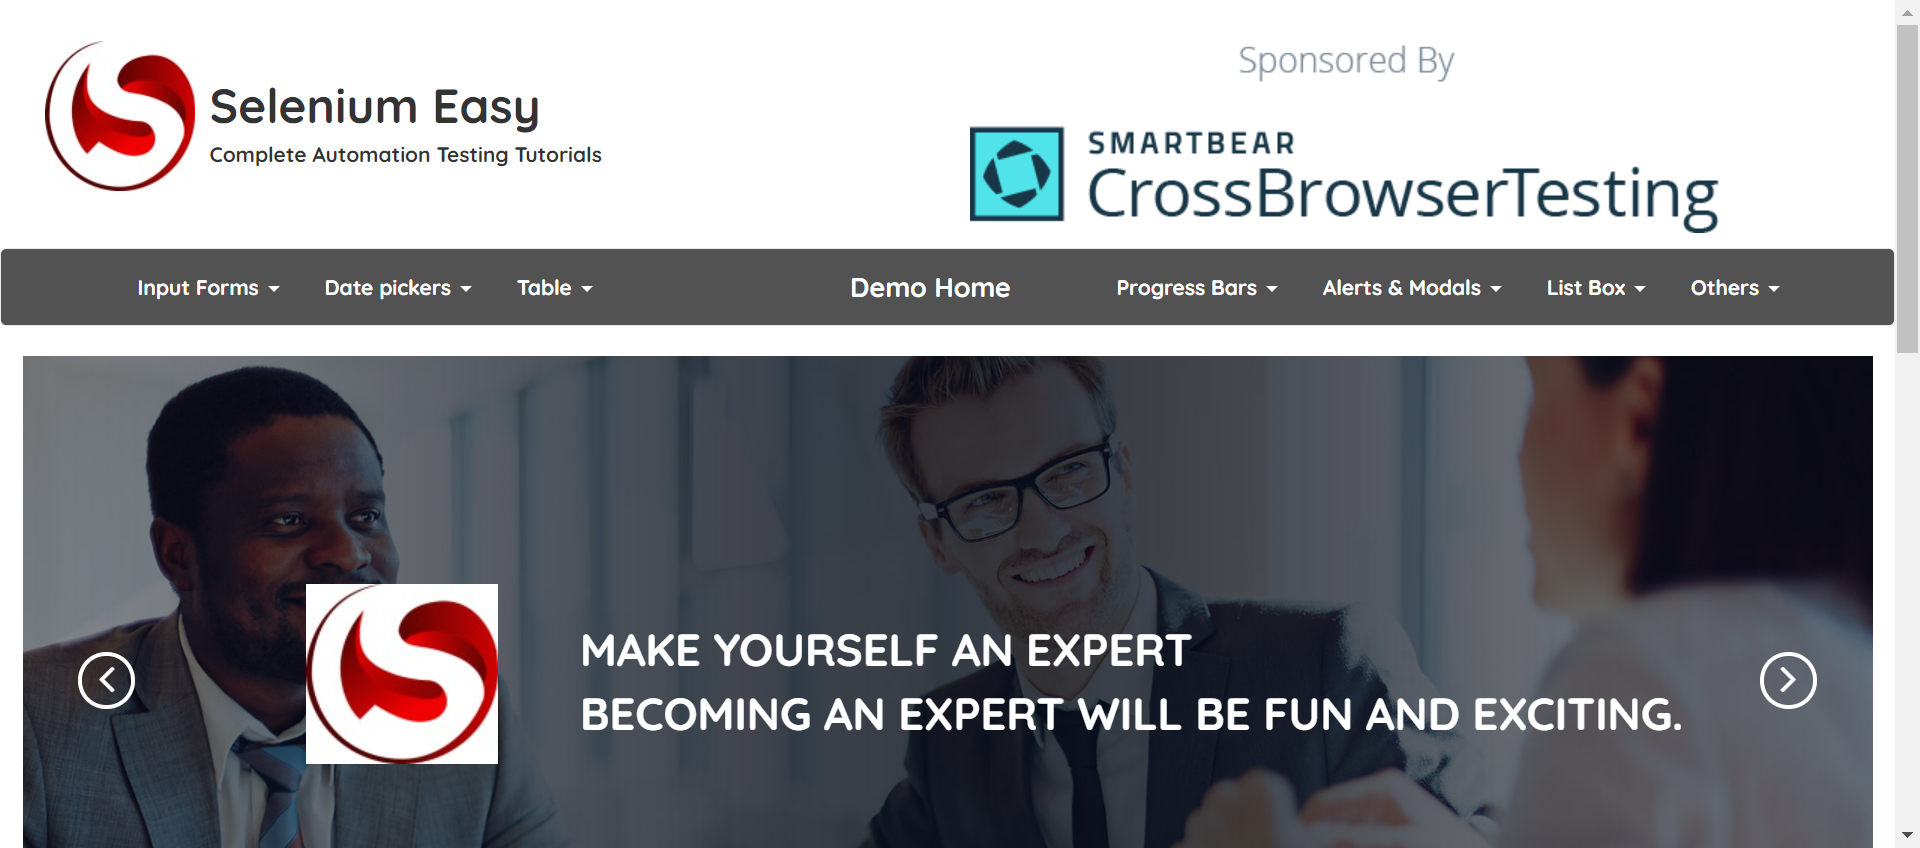 Selenium Easy
Complete Automation Testing Tutorials
Sponsored By
SMARTBEAR
CrossBrowserTesting
Input Forms
Date pickers
Table
Demo Home
Progress Bars
Alerts & Modals
List Box
Others
MAKE YOURSELF AN EXPERT
BECOMING AN EXPERT WILL BE FUN AND EXCITING.